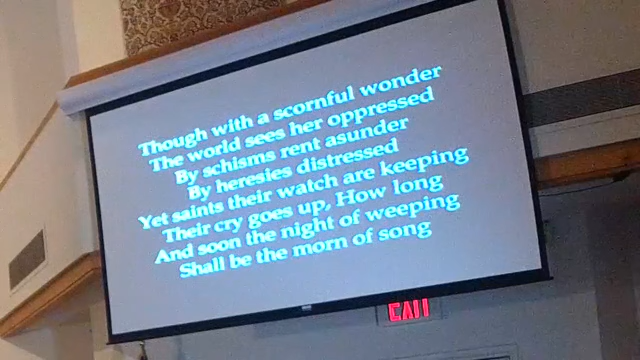 Though with a scornful wonder
The world sees her oppressed
By schisms rent asunder
By heresies distressed
Yet saints their watch are keeping
Their cry goes up, How long
And soon the night of weeping
Shall be the morn of song
EXIT